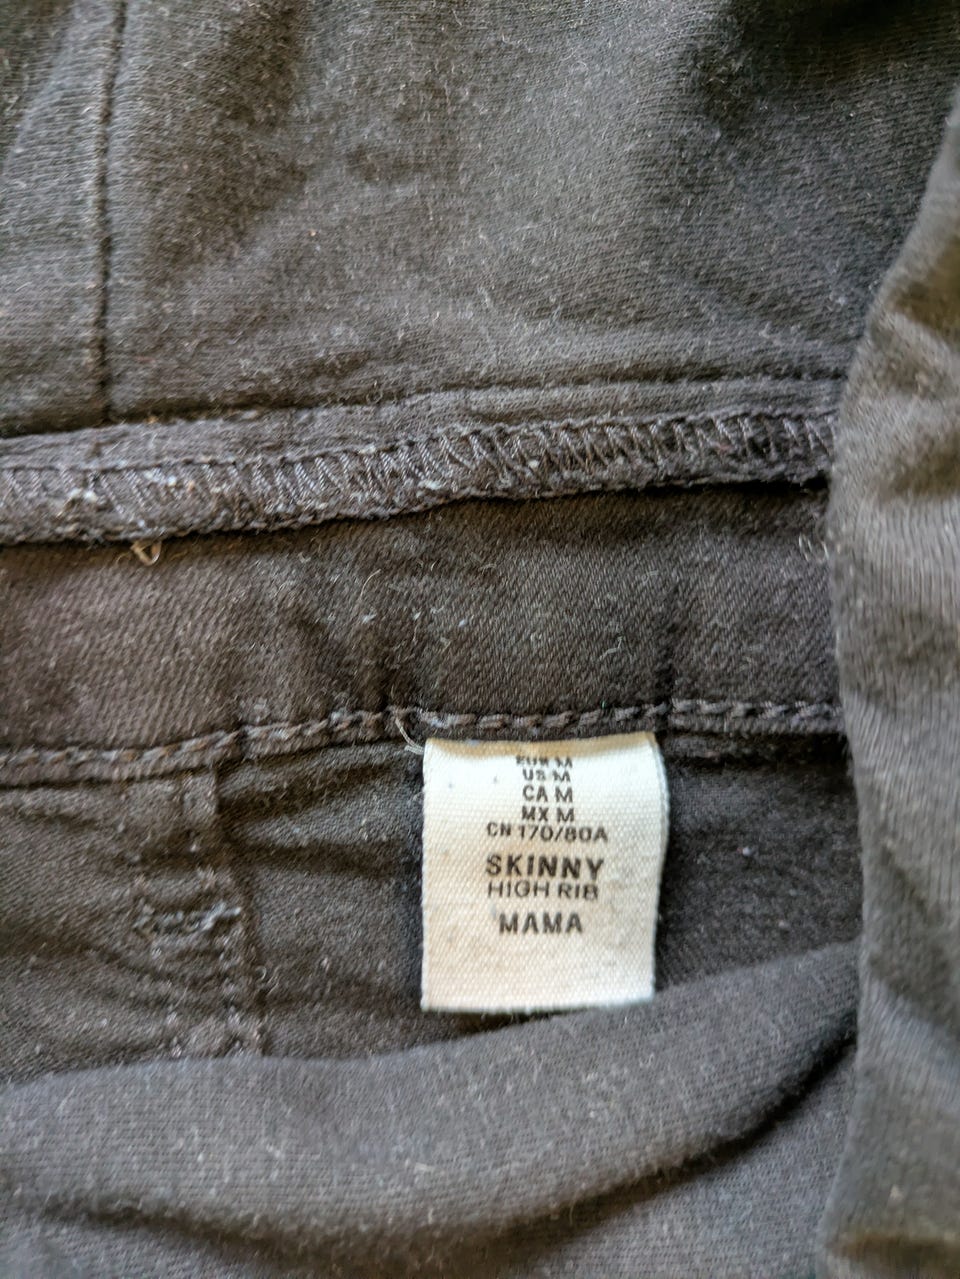 EUR M
US M
CA M
MX M
CN 170/80A
SKINNY
HIGH RIB
MAMA